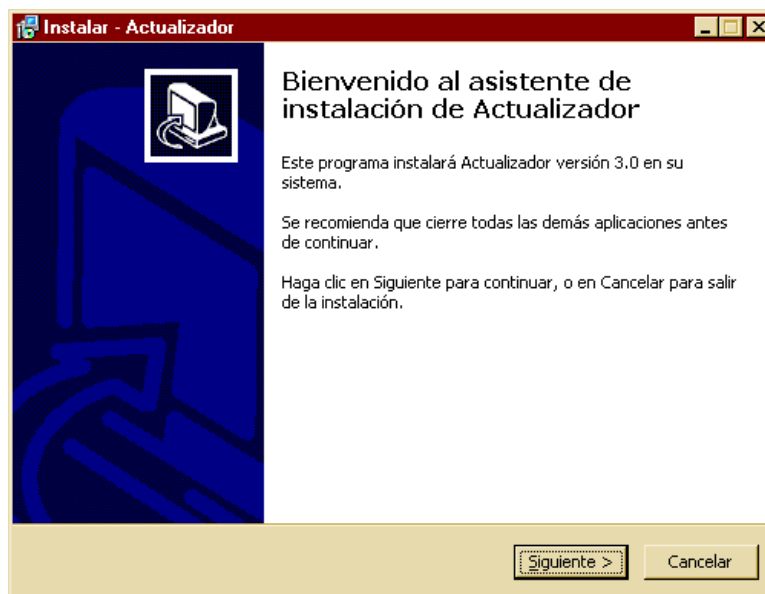 Instalar - Actualizador
Bienvenido al asistente de
instalación de Actualizador
Este programa instalará Actualizador versión 3.0 en su
sistema.
Se recomienda que cierre todas las demás aplicaciones antes
de continuar.
Haga clic en Siguiente para continuar, o en Cancelar para salir
de la instalación.
Siguiente >
Cancelar